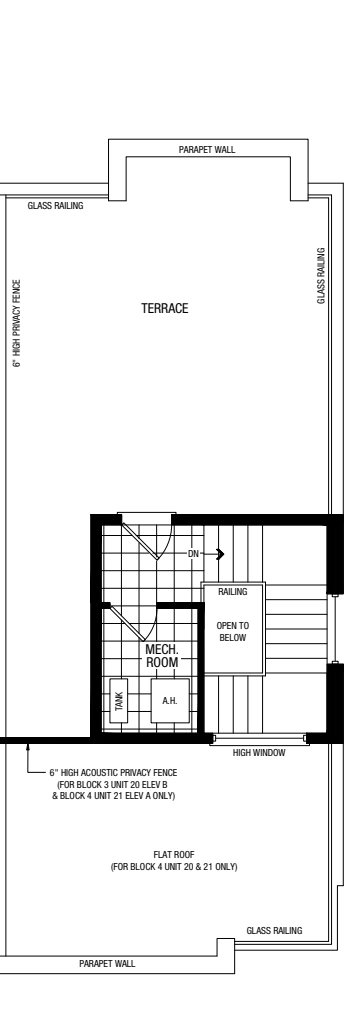 PARAPET WALL
GLASS RAILING
GLASS RAILING
6" HIGH PRIVACY FENCE
TERRACE
DN
RAILING
OPEN TO
BELOW
MECH.
ROOM
TANK
A.H.
HIGH WINDOW
6" HIGH ACOUSTIC PRIVACY FENCE
(FOR BLOCK 3 UNIT 20 ELEV B
& BLOCK 4 UNIT 21 ELEV A ONLY)
FLAT ROOF
(FOR BLOCK 4 UNIT 20 & 21 ONLY)
GLASS RAILING
PARAPET WALL